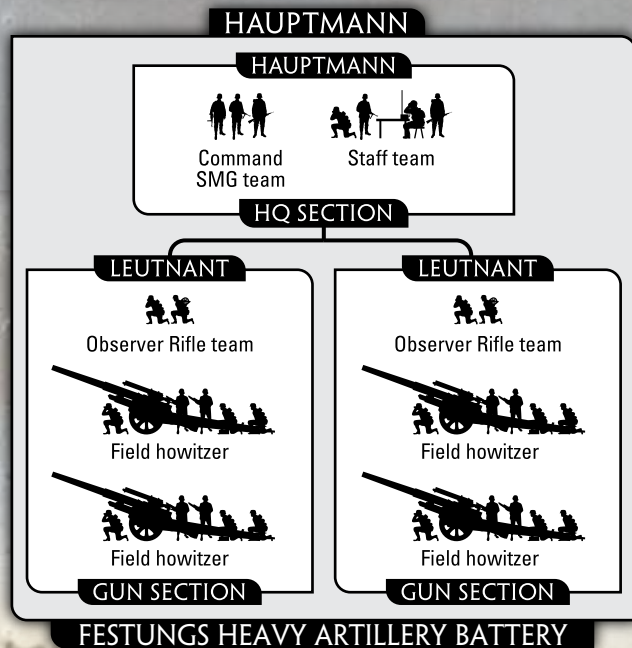 HAUPTMANN
HAUPTMANN
Command
SMG team
Staff team
HQ SECTION
LEUTNANT
Observer Rifle team
Field howitzer
Field howitzer
GUN SECTION
LEUTNANT
Observer Rifle team
Field howitzer
Field howitzer
GUN SECTION
FESTUNGS HEAVY ARTILLERY BATTERY